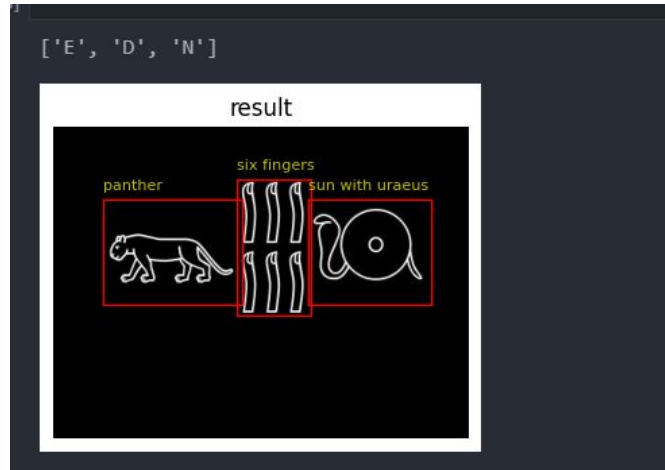 ['E', 'D', 'N']
result
six fingers
panther
sun with uraeus